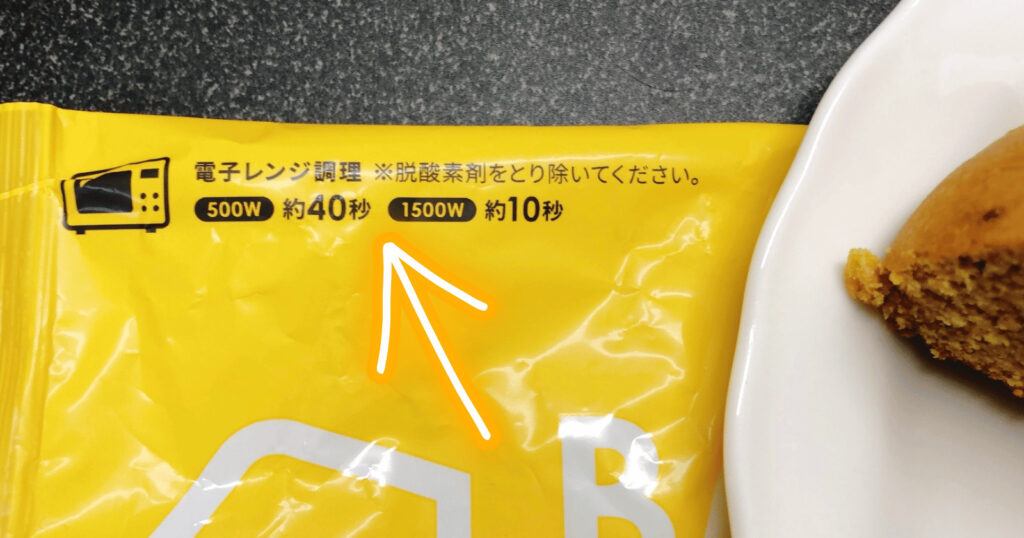 電子レンジ調理 ※脱酸素剤をとり除いてください。
500W 約40秒 1500W 約10秒
B